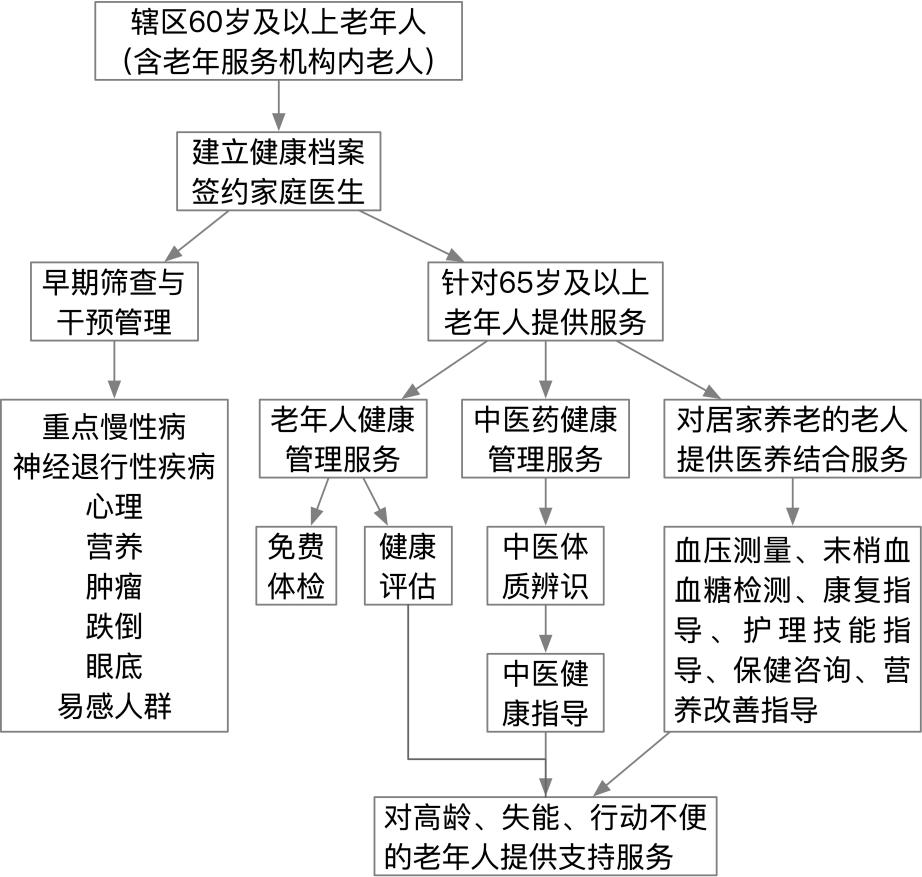 辖区60岁及以上老年人
（含老年服务机构内老人）
建立健康档案
签约家庭医生
早期筛查与
干预管理
针对65岁及以上
老年人提供服务
重点慢性病
神经退行性疾病
心理
营养
肿瘤
跌倒
眼底
易感人群
老年人健康
管理服务
中医药健康
管理服务
对居家养老的老人
提供医养结合服务
免费
体检
健康
评估
中医体
质辨识
中医健
康指导
血压测量、末梢血
血糖检测、康复指
导、护理技能指
导、保健咨询、营
养改善指导
对高龄、失能、行动不便
的老年人提供支持服务